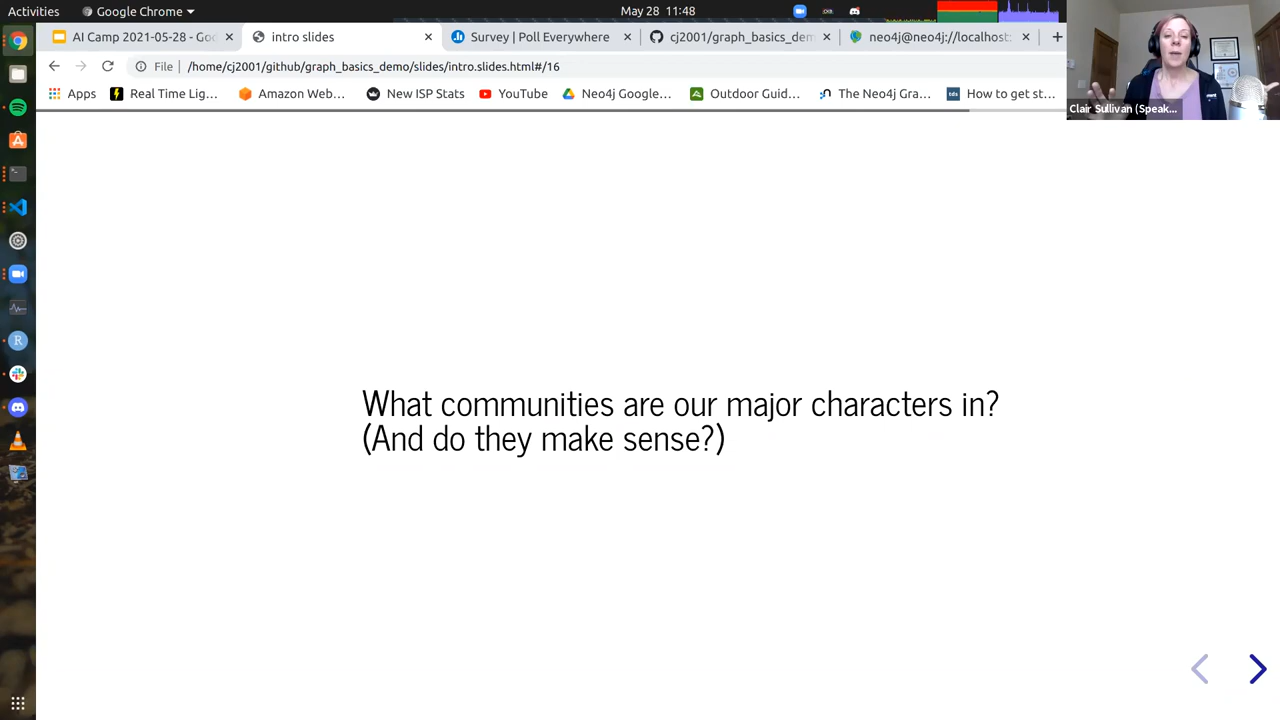 Activities
Google Chrome
May 28 11:48
AI Camp 2021-05-28 - Goo
intro slides
Survey | Poll Everywhere
cj2001/graph_basics_dem
neo4j@neo4j://localhost:
File
/home/cj2001/github/graph_basics_demo/slides/intro.slides.html#/16
Apps
Real Time Lig...
Amazon Web...
New ISP Stats
YouTube
Neo4j Google...
Outdoor Guid...
The Neo4j Gra...
tds
How to get st...
Clair Sullivan (Speak...
What communities are our major characters in?
(And do they make sense?)